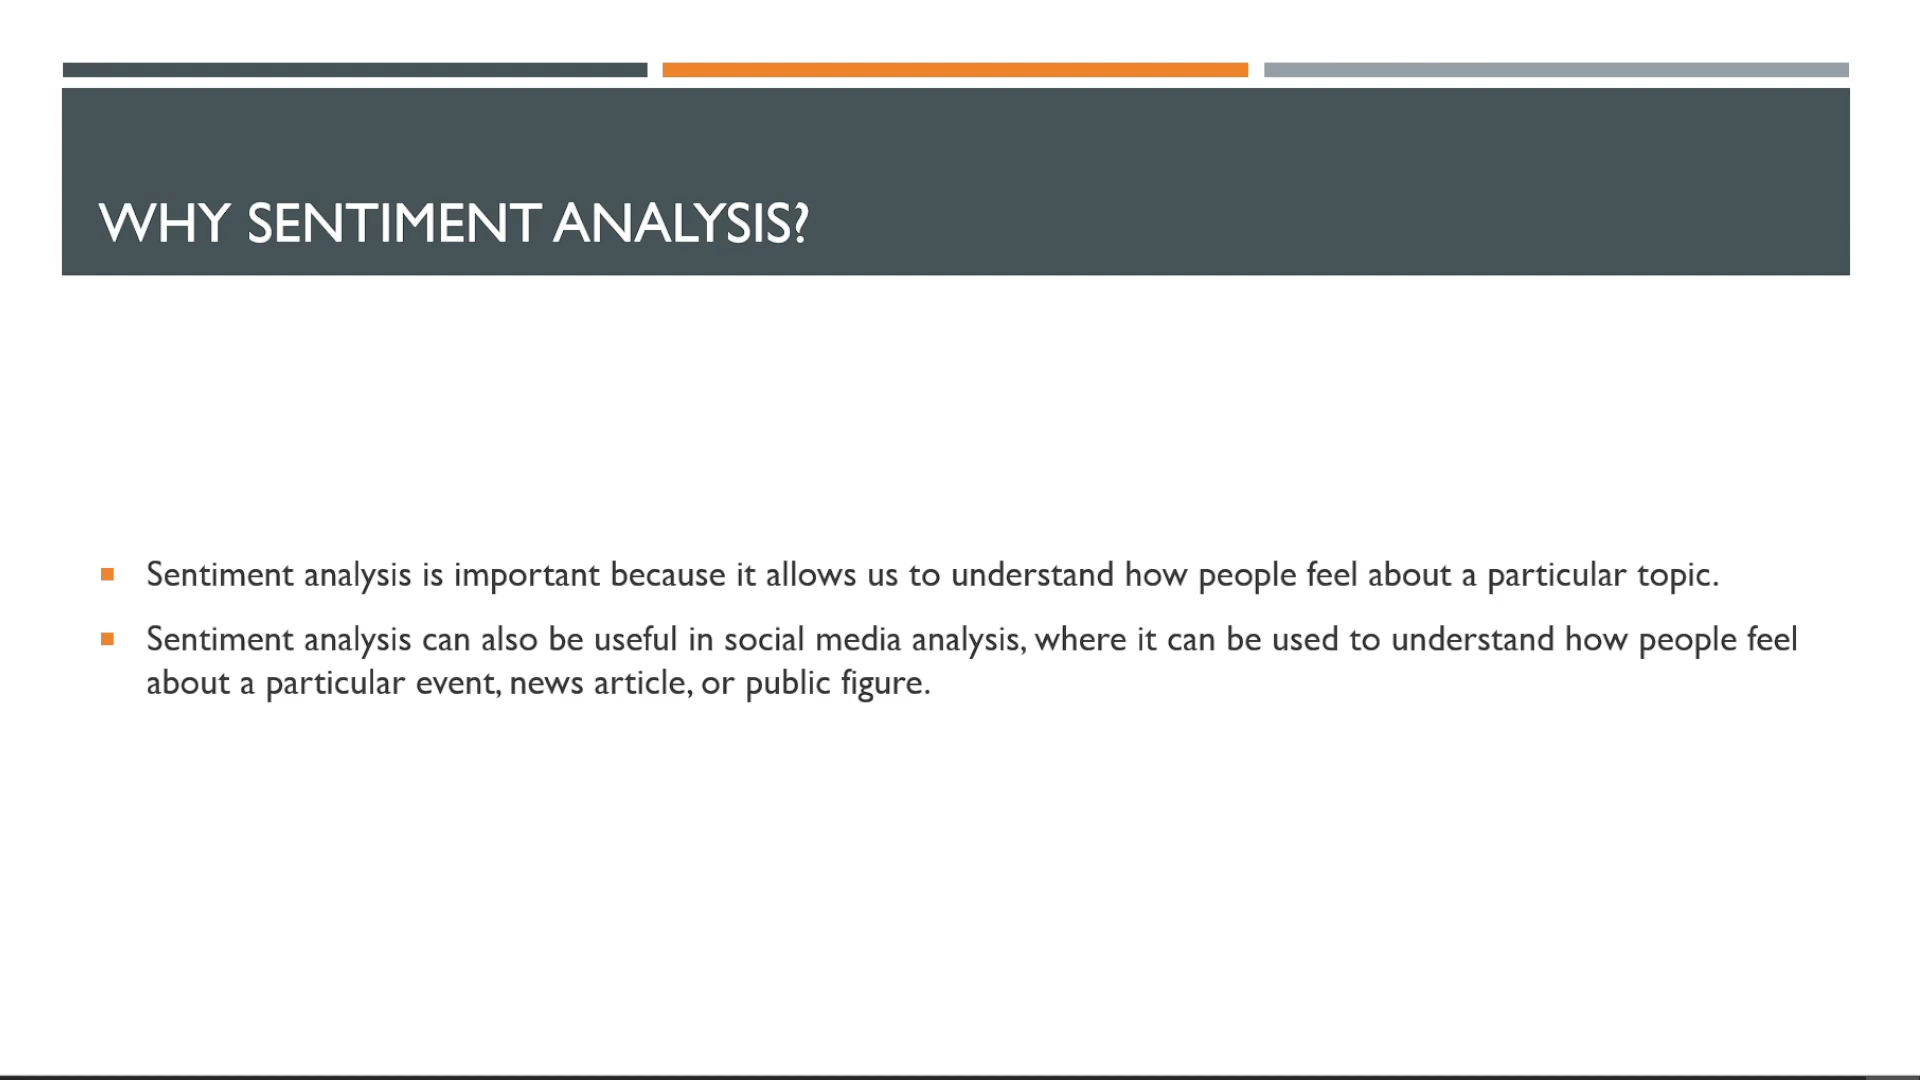 WHY SENTIMENT ANALYSIS?
Sentiment analysis is important because it allows us to understand how people feel about a particular topic.
Sentiment analysis can also be useful in social media analysis, where it can be used to understand how people feel
about a particular event, news article, or public figure.